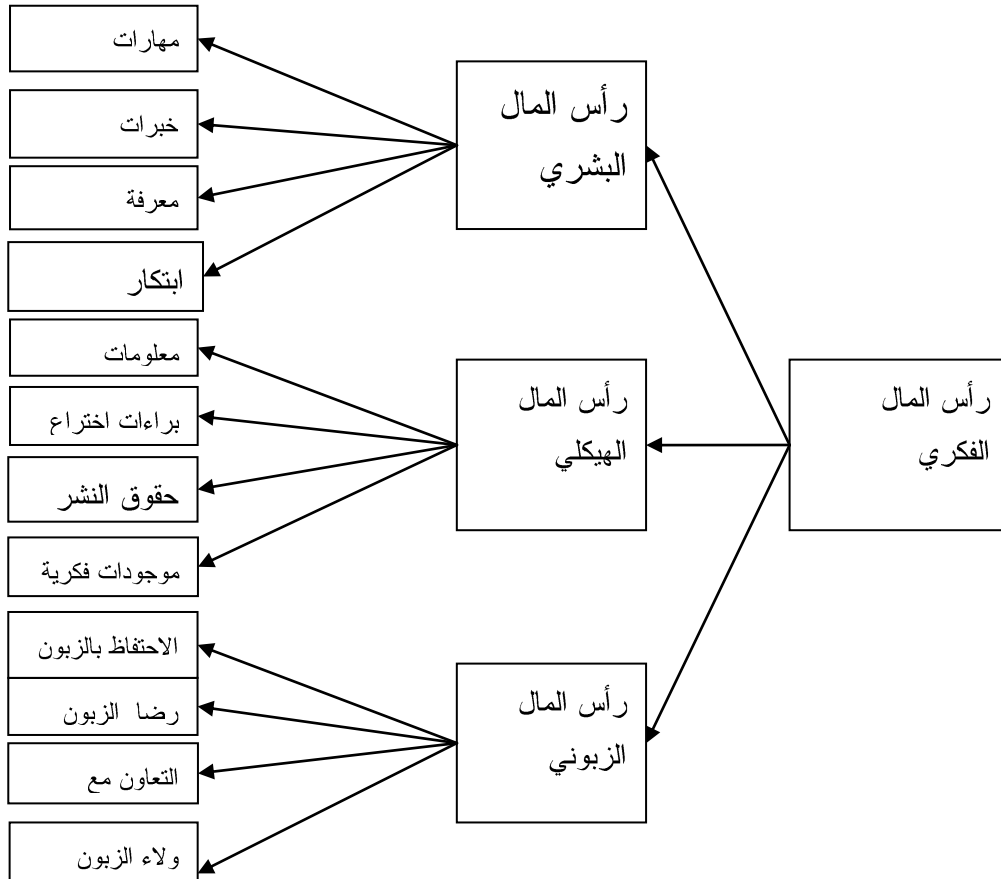 رأس المال
الفكري
رأس المال
البشري
مهارات
خبرات
معرفة
ابتكار
رأس المال
الهيكلي
معلومات
براءات اختراع
حقوق النشر
موجودات فكرية
رأس المال
الزبوني
الاحتفاظ بالزبون
رضا الزبون
التعاون مع
ولاء الزبون